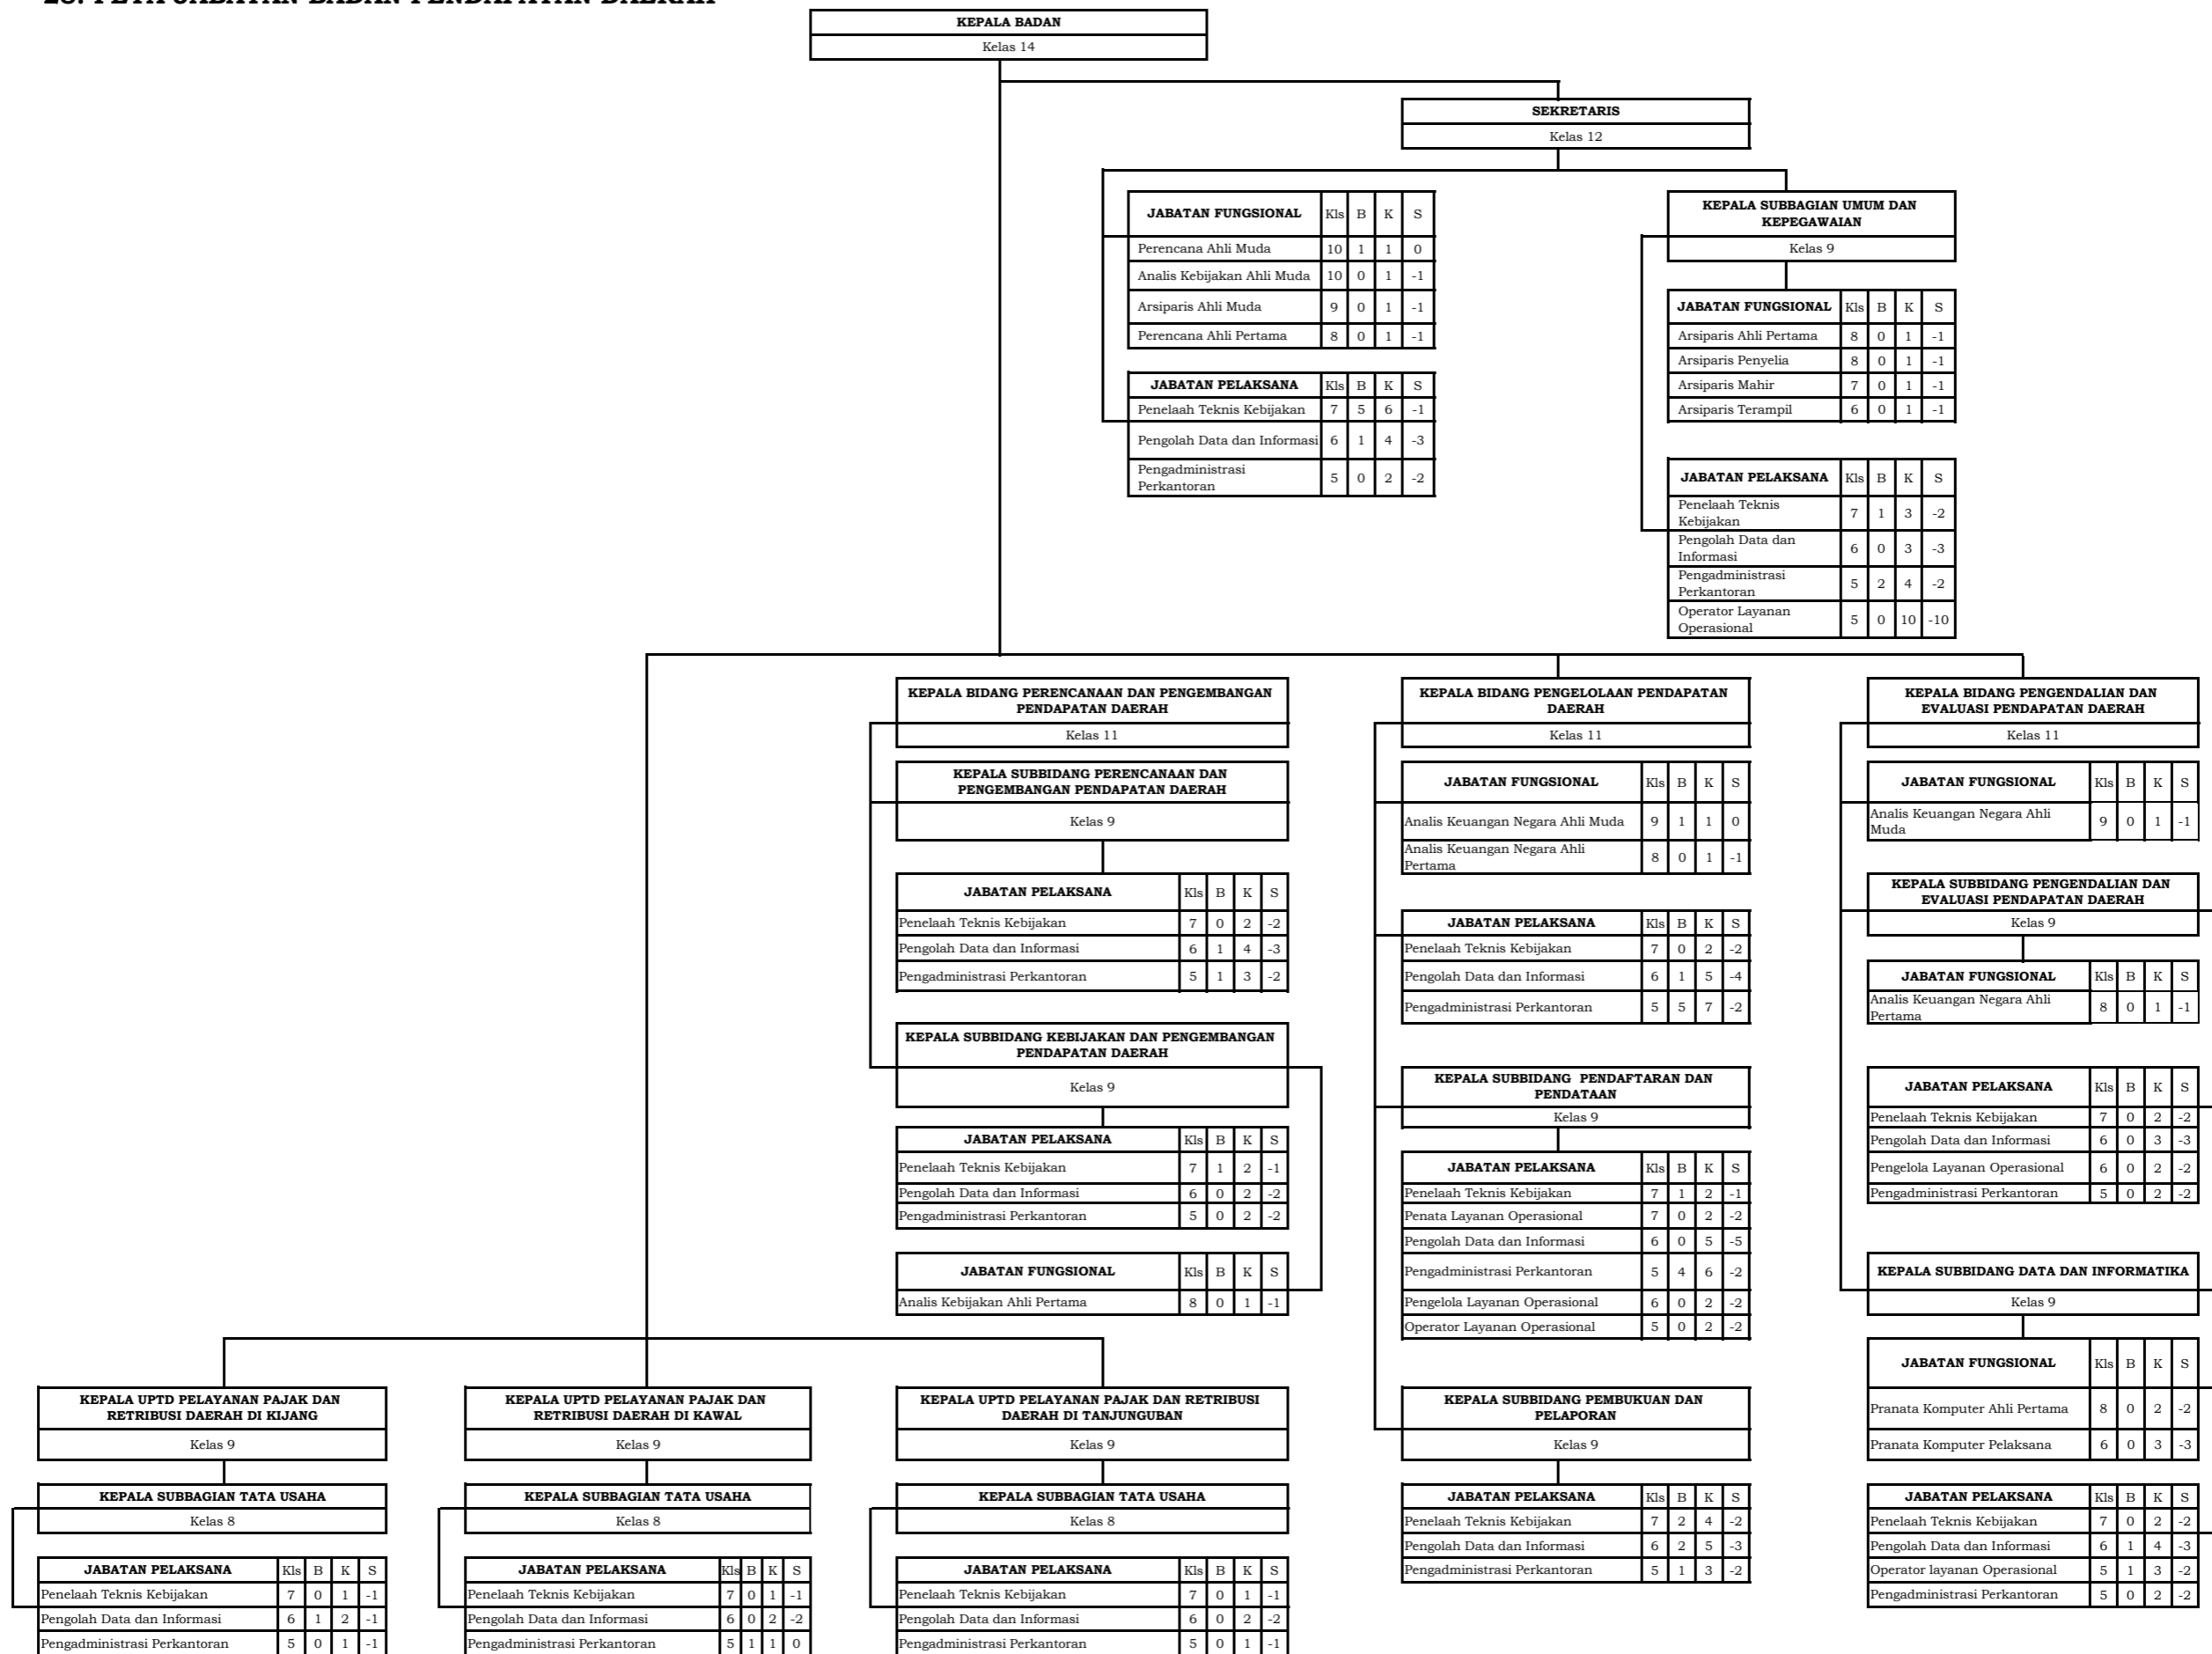 KEPALA BADAN
Kelas 14
SEKRETARIS
Kelas 12
JABATAN FUNGSIONAL Kls B K S
Perencana Ahli Muda 10 1 1 0
Analis Kebijakan Ahli Muda 10 0 1 -1
Arsiparis Ahli Muda 9 0 1 -1
Perencana Ahli Pertama 8 0 1 -1
JABATAN PELAKSANA Kls B K S
Penelaah Teknis Kebijakan 7 5 6 -1
Pengolah Data dan Informasi 6 1 4 -3
Pengadministrasi
Perkantoran 5 0 2 -2
KEPALA SUBBAGIAN UMUM DAN
KEPEGAWAIAN
Kelas 9
JABATAN FUNGSIONAL Kls B K S
Arsiparis Ahli Pertama 8 0 1 -1
Arsiparis Penyelia 8 0 1 -1
Arsiparis Mahir 7 0 1 -1
Arsiparis Terampil 6 0 1 -1
JABATAN PELAKSANA Kls B K S
Penelaah Teknis
Kebijakan 7 1 3 -2
Pengolah Data dan
Informasi 6 0 3 -3
Pengadministrasi
Perkantoran 5 2 4 -2
Operator Layanan
Operasional 5 0 10 -10
KEPALA BIDANG PERENCANAAN DAN PENGEMBANGAN
PENDAPATAN DAERAH
Kelas 11
KEPALA SUBBIDANG PERENCANAAN DAN
PENGEMBANGAN PENDAPATAN DAERAH
Kelas 9
JABATAN PELAKSANA Kls B K S
Penelaah Teknis Kebijakan 7 0 2 -2
Pengolah Data dan Informasi 6 1 4 -3
Pengadministrasi Perkantoran 5 1 3 -2
KEPALA SUBBIDANG KEBIJAKAN DAN PENGEMBANGAN
PENDAPATAN DAERAH
Kelas 9
JABATAN PELAKSANA Kls B K S
Penelaah Teknis Kebijakan 7 1 2 -1
Pengolah Data dan Informasi 6 0 2 -2
Pengadministrasi Perkantoran 5 0 2 -2
JABATAN FUNGSIONAL Kls B K S
Analis Kebijakan Ahli Pertama 8 0 1 -1
KEPALA BIDANG PENGELOLAAN PENDAPATAN
DAERAH
Kelas 11
JABATAN FUNGSIONAL Kls B K S
Analis Keuangan Negara Ahli Muda 9 1 1 0
Analis Keuangan Negara Ahli
Pertama 8 0 1 -1
JABATAN PELAKSANA Kls B K S
Penelaah Teknis Kebijakan 7 0 2 -2
Pengolah Data dan Informasi 6 1 5 -4
Pengadministrasi Perkantoran 5 5 7 -2
KEPALA SUBBIDANG PENDAFTARAN DAN
PENDATAAN
Kelas 9
JABATAN PELAKSANA Kls B K S
Penelaah Teknis Kebijakan 7 1 2 -1
Penata Layanan Operasional 7 0 2 -2
Pengolah Data dan Informasi 6 0 5 -5
Pengadministrasi Perkantoran 5 4 6 -2
Pengelola Layanan Operasional 6 0 2 -2
Operator Layanan Operasional 5 0 2 -2
KEPALA SUBBIDANG PEMBUKUAN DAN
PELAPORAN
Kelas 9
JABATAN PELAKSANA Kls B K S
Penelaah Teknis Kebijakan 7 2 4 -2
Pengolah Data dan Informasi 6 2 5 -3
Pengadministrasi Perkantoran 5 1 3 -2
KEPALA BIDANG PENGENDALIAN DAN
EVALUASI PENDAPATAN DAERAH
Kelas 11
JABATAN FUNGSIONAL Kls B K S
Analis Keuangan Negara Ahli
Muda 9 0 1 -1
KEPALA SUBBIDANG PENGENDALIAN DAN
EVALUASI PENDAPATAN DAERAH
Kelas 9
JABATAN FUNGSIONAL Kls B K S
Analis Keuangan Negara Ahli
Pertama 8 0 1 -1
JABATAN PELAKSANA Kls B K S
Penelaah Teknis Kebijakan 7 0 2 -2
Pengolah Data dan Informasi 6 0 3 -3
Pengelola Layanan Operasional 6 0 2 -2
Pengadministrasi Perkantoran 5 0 2 -2
KEPALA SUBBIDANG DATA DAN INFORMATIKA
Kelas 9
JABATAN FUNGSIONAL Kls B K S
Pranata Komputer Ahli Pertama 8 0 2 -2
Pranata Komputer Pelaksana 6 0 3 -3
JABATAN PELAKSANA Kls B K S
Penelaah Teknis Kebijakan 7 0 2 -2
Pengolah Data dan Informasi 6 1 4 -3
Operator layanan Operasional 5 1 3 -2
Pengadministrasi Perkantoran 5 0 2 -2
KEPALA UPTD PELAYANAN PAJAK DAN
RETRIBUSI DAERAH DI KIJANG
Kelas 9
KEPALA SUBBAGIAN TATA USAHA
Kelas 8
JABATAN PELAKSANA Kls B K S
Penelaah Teknis Kebijakan 7 0 1 -1
Pengolah Data dan Informasi 6 1 2 -1
Pengadministrasi Perkantoran 5 0 1 -1
KEPALA UPTD PELAYANAN PAJAK DAN
RETRIBUSI DAERAH DI KAWAL
Kelas 9
KEPALA SUBBAGIAN TATA USAHA
Kelas 8
JABATAN PELAKSANA Kls B K S
Penelaah Teknis Kebijakan 7 0 1 -1
Pengolah Data dan Informasi 6 0 2 -2
Pengadministrasi Perkantoran 5 1 1 0
KEPALA UPTD PELAYANAN PAJAK DAN RETRIBUSI
DAERAH DI TANJUNGUBAN
Kelas 9
KEPALA SUBBAGIAN TATA USAHA
Kelas 8
JABATAN PELAKSANA Kls B K S
Penelaah Teknis Kebijakan 7 0 1 -1
Pengolah Data dan Informasi 6 0 2 -2
Pengadministrasi Perkantoran 5 0 1 -1